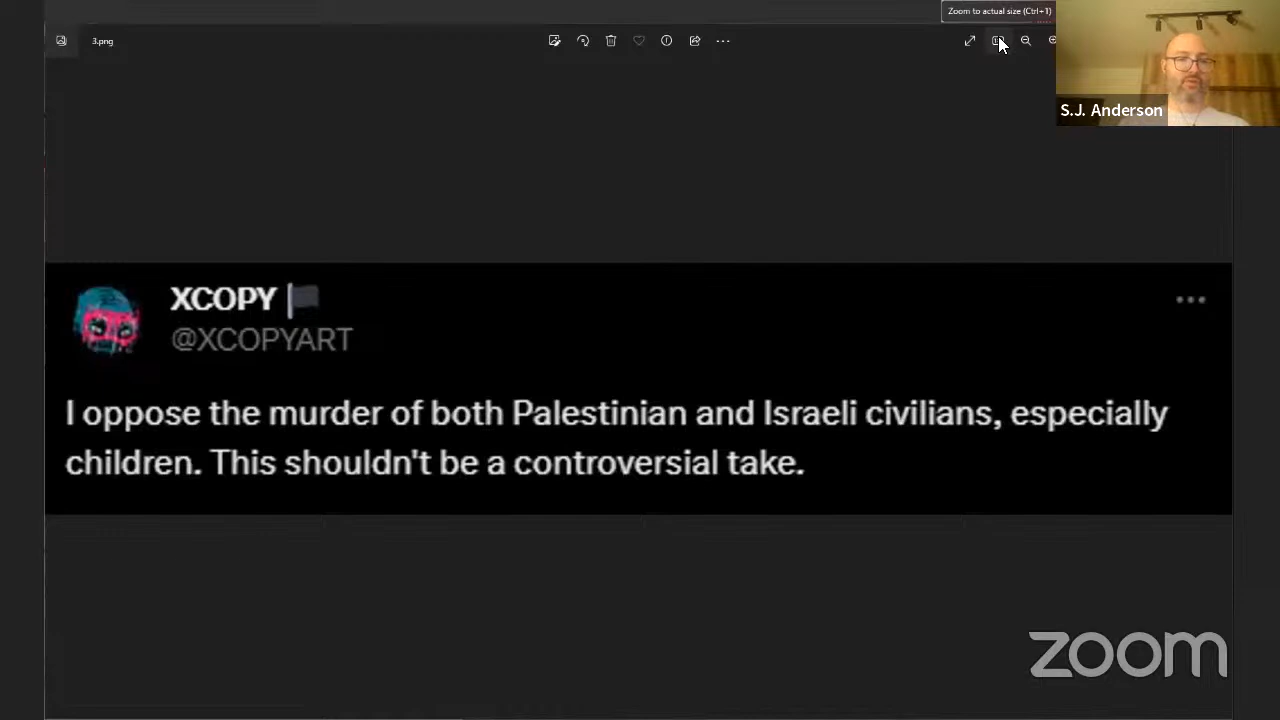 Zoom to actual size (Ctrl+1)
3.png
S.J. Anderson
XCOPY
@XCOPYART
I oppose the murder of both Palestinian and Israeli civilians, especially
children. This shouldn't be a controversial take.
zoom